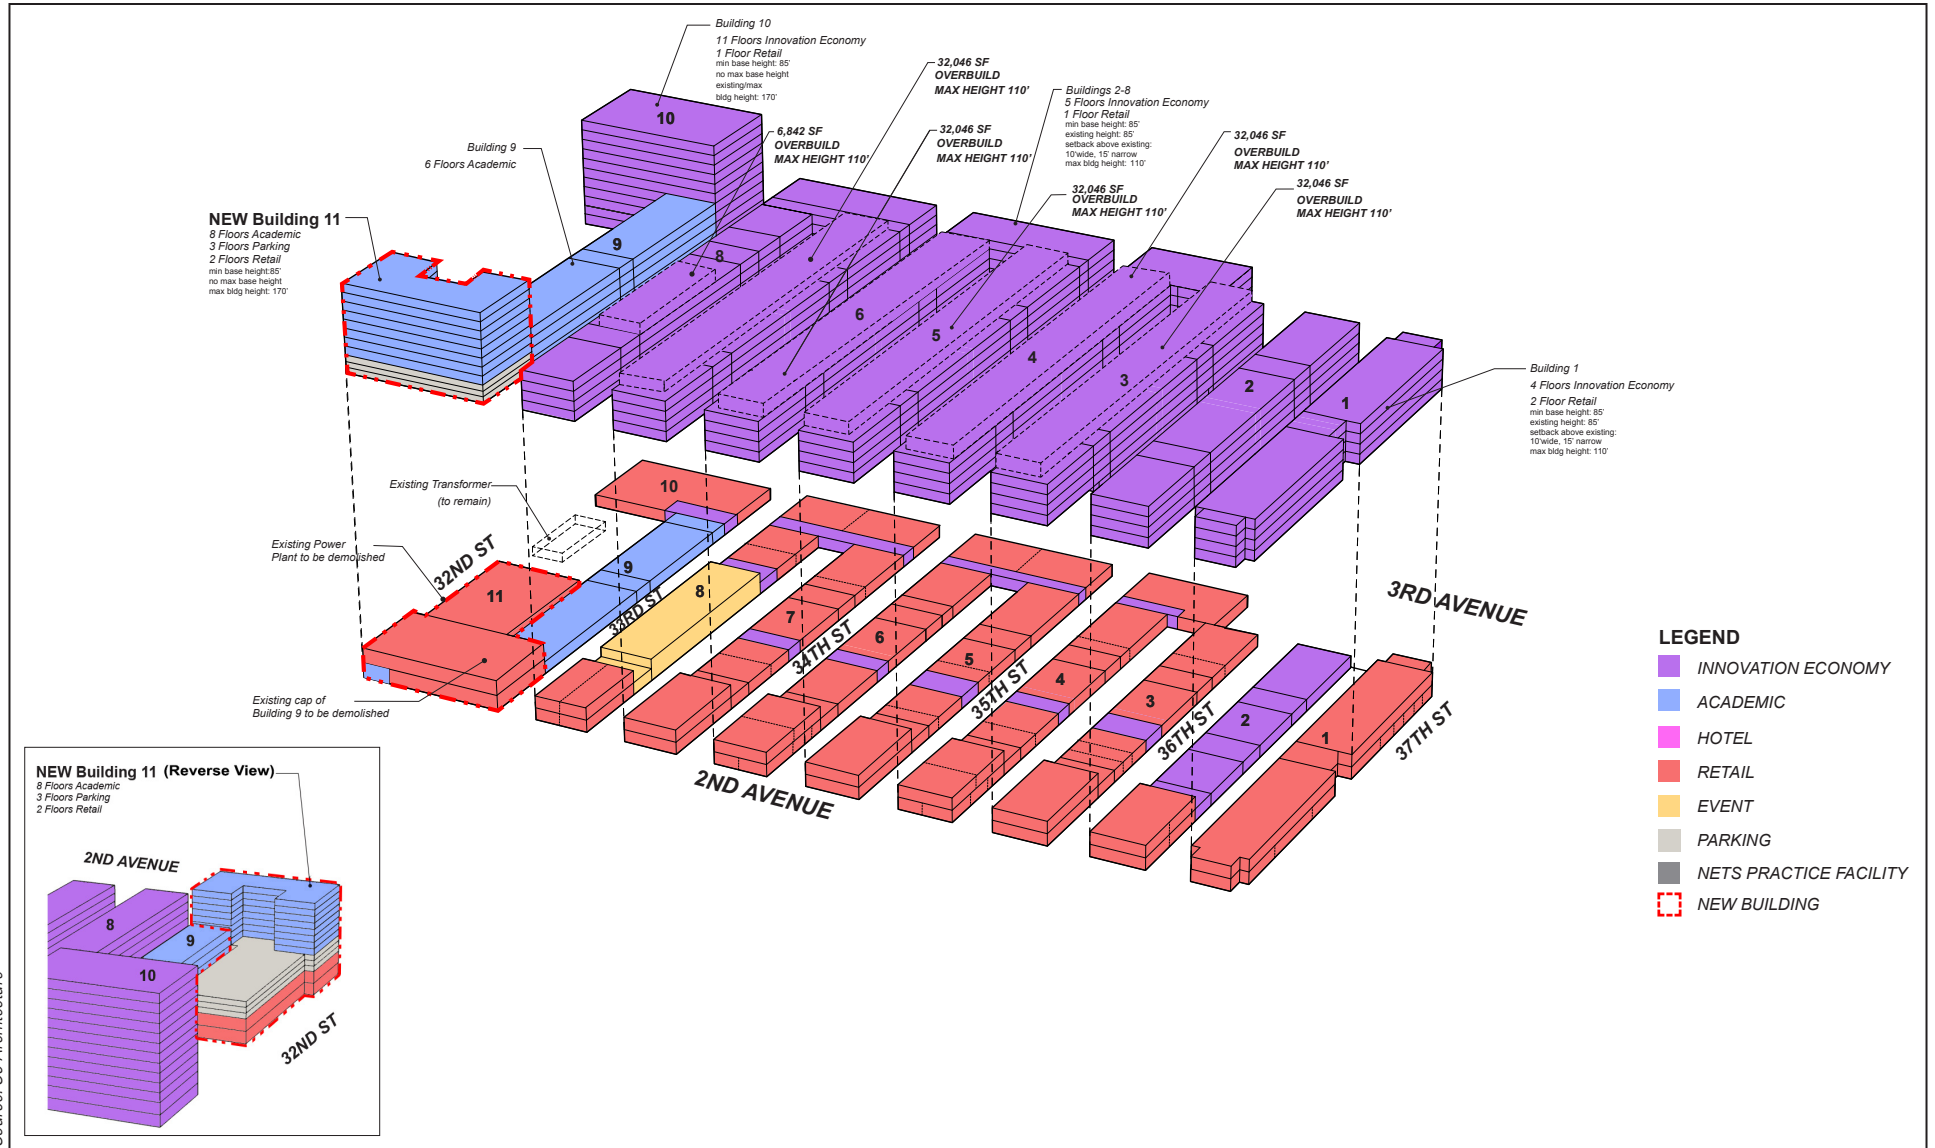 Building 10
11 Floors Innovation Economy
1 Floor Retail
min base height: 85'
no max base height
existing/max
bldg height: 170'
32,046 SF
OVERBUILD
MAX HEIGHT 110'
Buildings 2-8
5 Floors Innovation Economy
1 Floor Retail
min base height: 85'
existing height: 85'
setback above existing:
10'wide, 15' narrow
max bldg height: 110'
6,842 SF
OVERBUILD
MAX HEIGHT 110'
32,046 SF
OVERBUILD
MAX HEIGHT 110'
32,046 SF
OVERBUILD
MAX HEIGHT 110'
32,046 SF
OVERBUILD
MAX HEIGHT 110'
32,046 SF
OVERBUILD
MAX HEIGHT 110'
Building 9
6 Floors Academic
NEW Building 11
8 Floors Academic
3 Floors Parking
2 Floors Retail
min base height:85'
no max base height
max bldg height: 170'
10
9
8
6
5
4
3
2
1
Building 1
4 Floors Innovation Economy
2 Floor Retail
min base height: 85'
existing height: 85'
setback above existing:
10'wide, 15' narrow
max bldg height: 110'
Existing Transformer
(to remain)
Existing Power
Plant to be demolished
Existing cap of
Building 9 to be demolished
10
11
9
8
7
6
5
4
3
2
1
32ND ST
33RD ST
34TH ST
35TH ST
36TH ST
37TH ST
3RD AVENUE
2ND AVENUE
LEGEND
INNOVATION ECONOMY
ACADEMIC
HOTEL
RETAIL
EVENT
PARKING
NETS PRACTICE FACILITY
NEW BUILDING
NEW Building 11 (Reverse View)
8 Floors Academic
3 Floors Parking
2 Floors Retail
2ND AVENUE
8
9
10
32ND ST